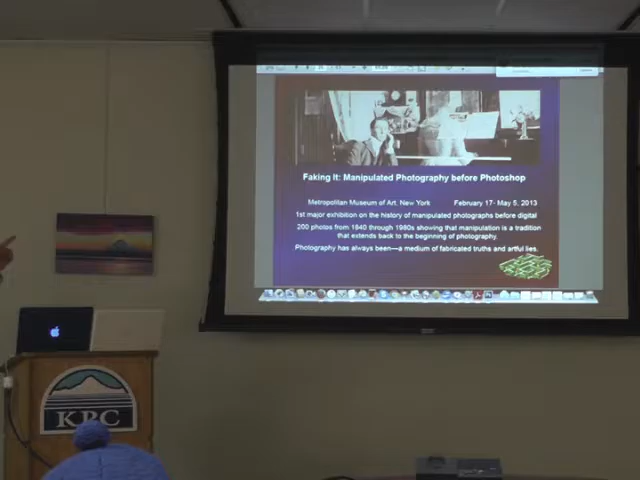 Faking It: Manipulated Photography before Photoshop
Metropolitan Museum of Art, New York February 17- May 5, 2013
1st major exhibition on the history of manipulated photographs before digital
200 photos from 1840 through 1980s showing that manipulation is a tradition
that extends back to the beginning of photography.
Photography has always been—a medium of fabricated truths and artful lies.
KPC